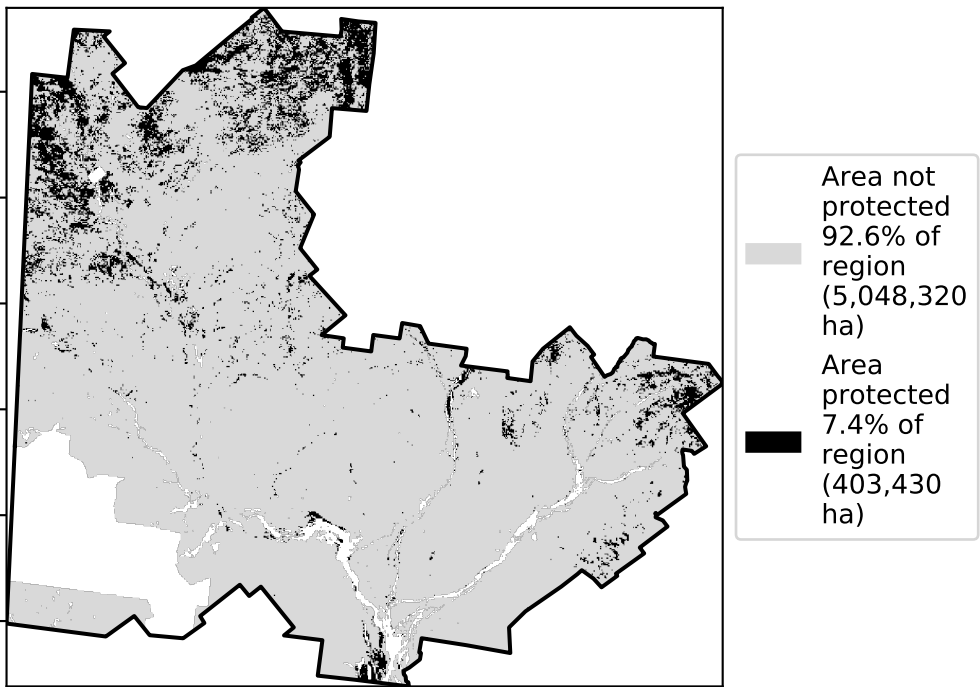 Area not
protected
92.6% of
region
(5,048,320
ha)
Area
protected
7.4% of
region
(403,430
ha)